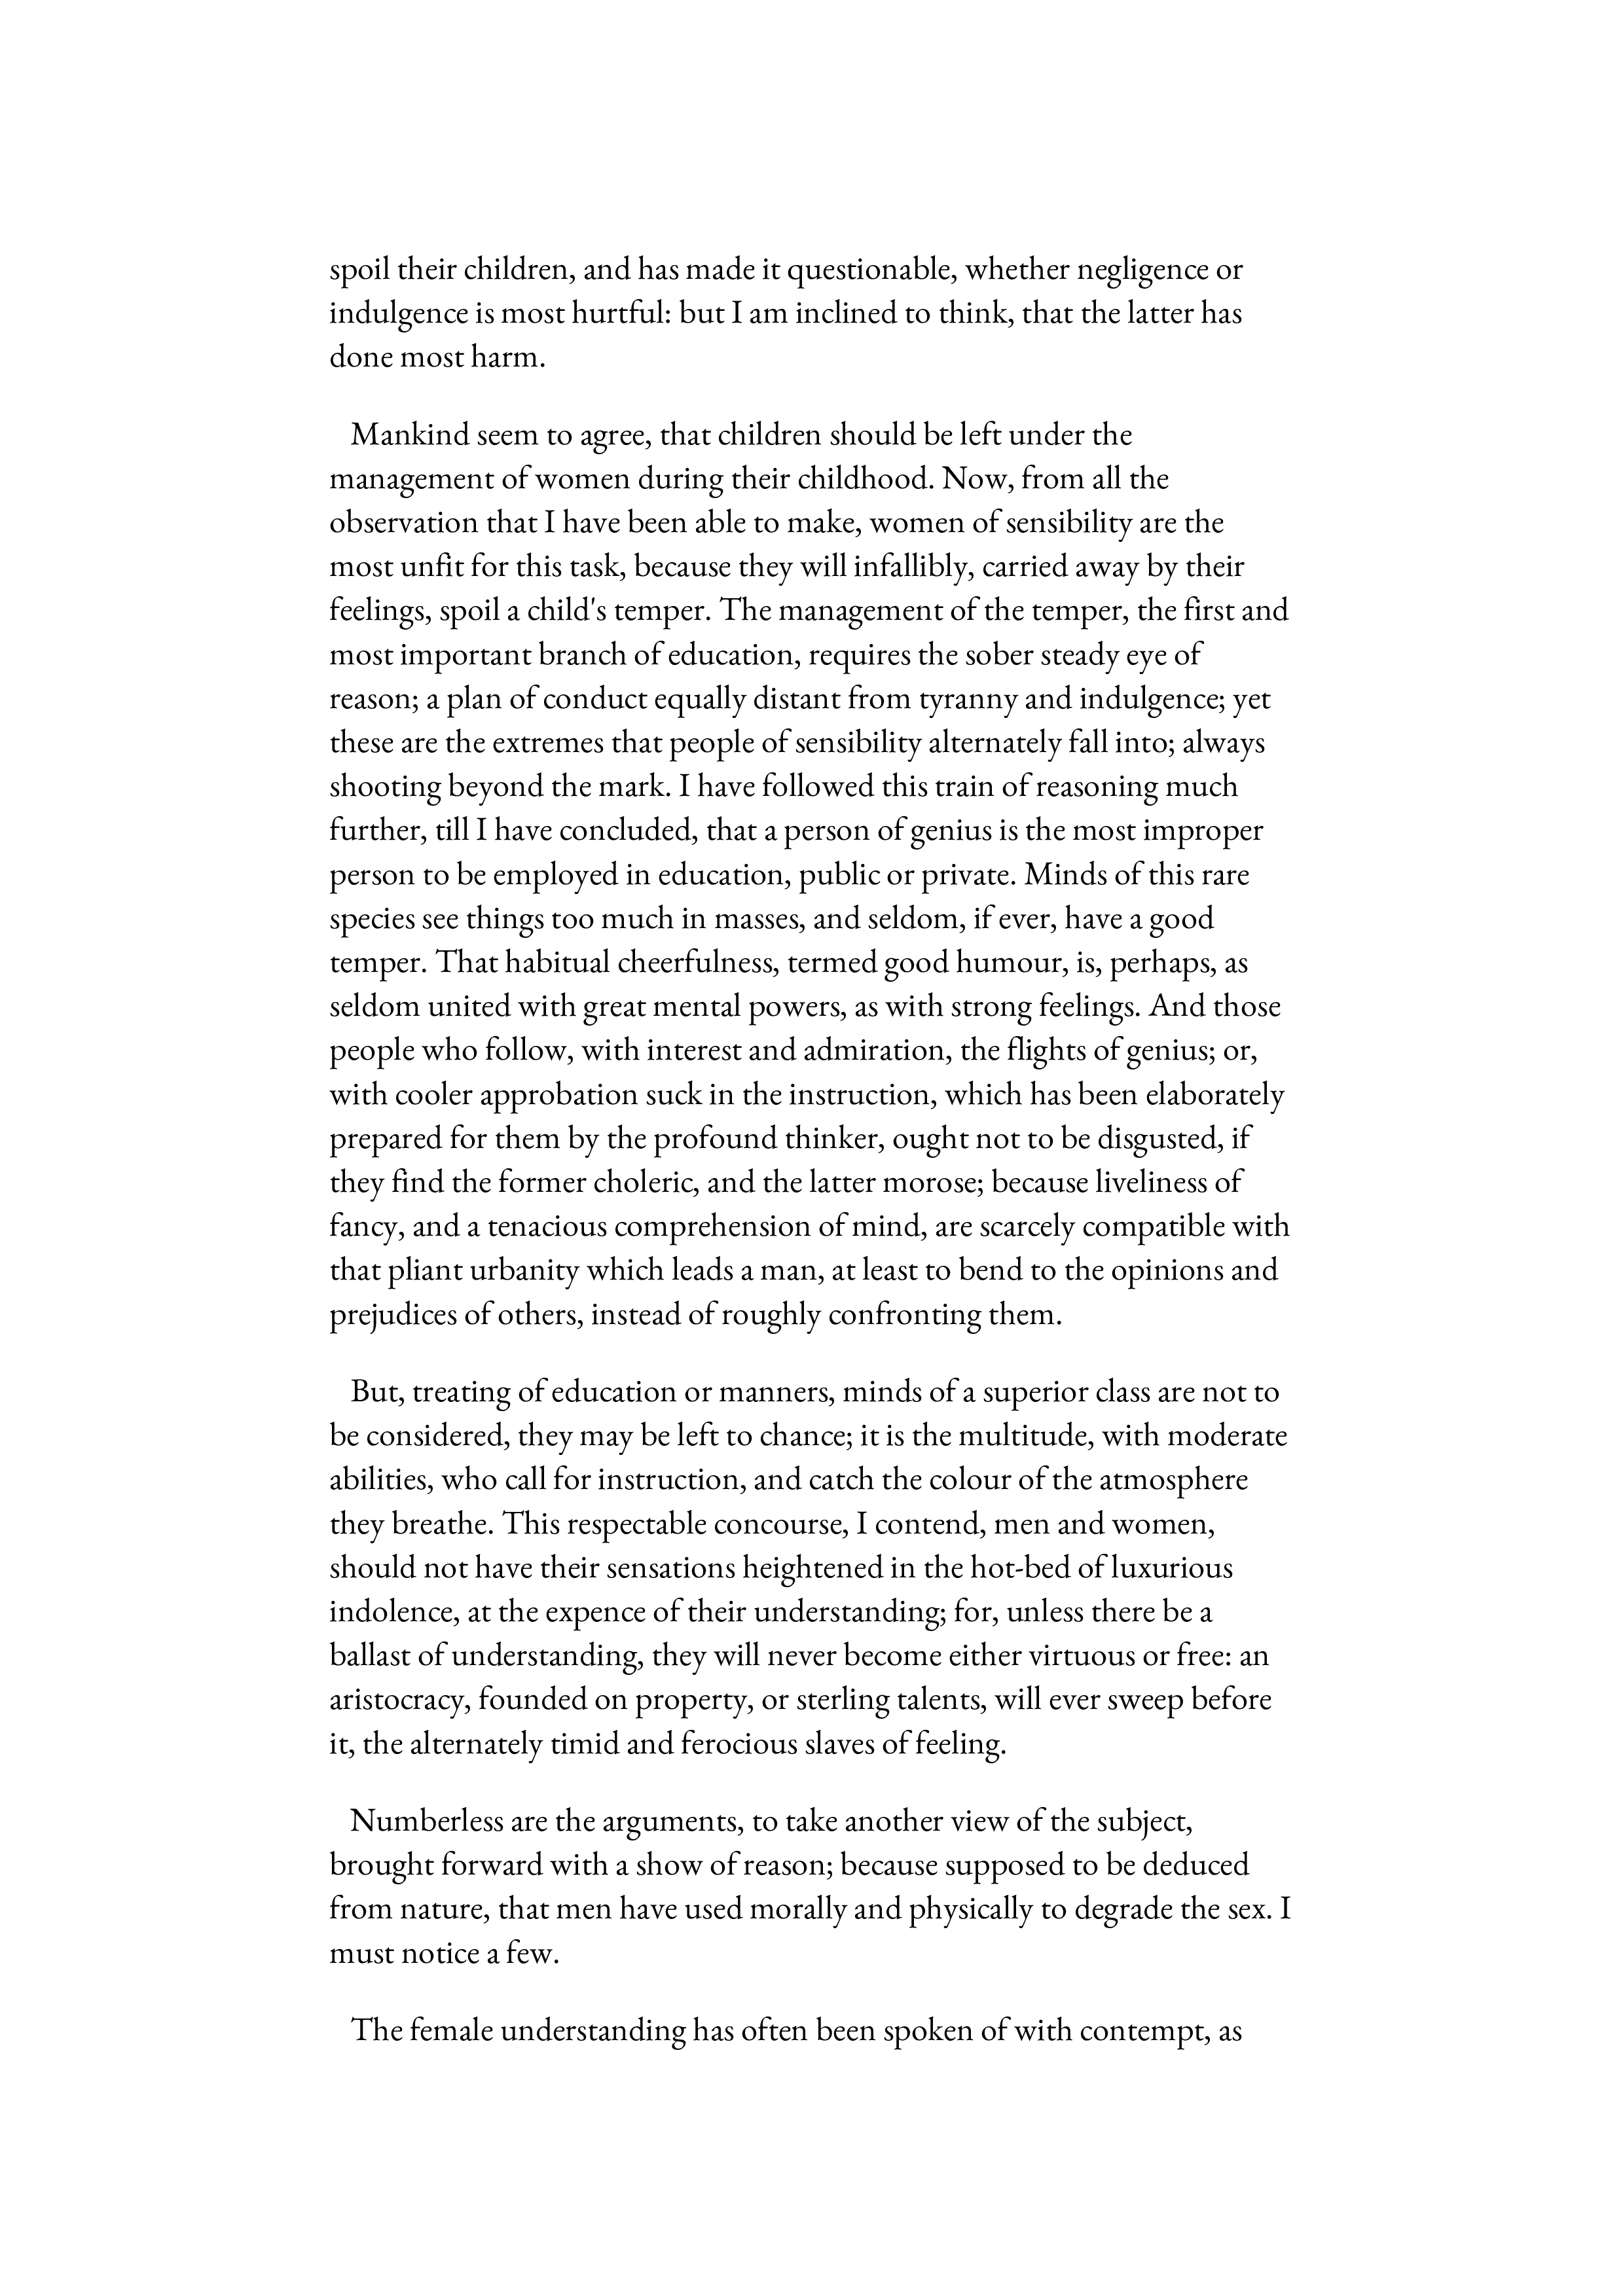 spoil their children, and has made it questionable, whether negligence or
indulgence is most hurtful: but I am inclined to think, that the latter has
done most harm.
Mankind seem to agree, that children should be left under the
management of women during their childhood. Now, from all the
observation that I have been able to make, women of sensibility are the
most unfit for this task, because they will infallibly, carried away by their
feelings, spoil a child's temper. The management of the temper, the first and
most important branch of education, requires the sober steady eye of
reason; a plan of conduct equally distant from tyranny and indulgence; yet
these are the extremes that people of sensibility alternately fall into; always
shooting beyond the mark. I have followed this train of reasoning much
further, till I have concluded, that a person of genius is the most improper
person to be employed in education, public or private. Minds of this rare
species see things too much in masses, and seldom, if ever, have a good
temper. That habitual cheerfulness, termed good humour, is, perhaps, as
seldom united with great mental powers, as with strong feelings. And those
people who follow, with interest and admiration, the flights of genius; or,
with cooler approbation suck in the instruction, which has been elaborately
prepared for them by the profound thinker, ought not to be disgusted, if
they find the former choleric, and the latter morose; because liveliness of
fancy, and a tenacious comprehension of mind, are scarcely compatible with
that pliant urbanity which leads a man, at least to bend to the opinions and
prejudices of others, instead of roughly confronting them.
But, treating of education or manners, minds of a superior class are not to
be considered, they may be left to chance; it is the multitude, with moderate
abilities, who call for instruction, and catch the colour of the atmosphere
they breathe. This respectable concourse, I contend, men and women,
should not have their sensations heightened in the hot-bed of luxurious
indolence, at the expence of their understanding; for, unless there be a
ballast of understanding, they will never become either virtuous or free: an
aristocracy, founded on property, or sterling talents, will ever sweep before
it, the alternately timid and ferocious slaves of feeling.
Numberless are the arguments, to take another view of the subject,
brought forward with a show of reason; because supposed to be deduced
from nature, that men have used morally and physically to degrade the sex. I
must notice a few.
The female understanding has often been spoken of with contempt, as